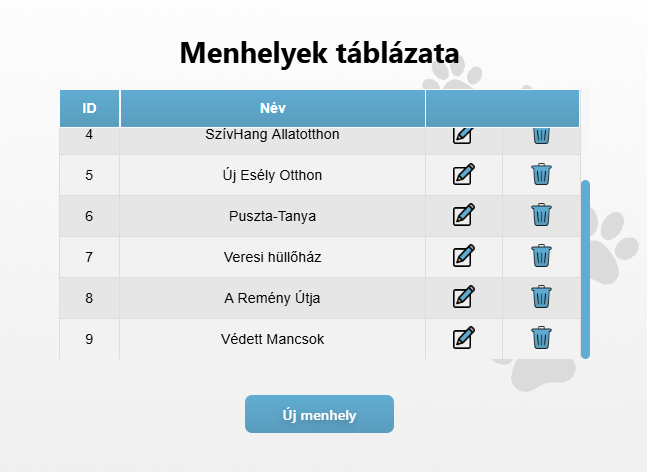 Menhelyek táblázata
ID Név
4 SzívHang Állatotthon
5 Új Esély Otthon
6 Puszta-Tanya
7 Veresi hüllőház
8 A Remény Útja
9 Védett Mancsok
Új menhely